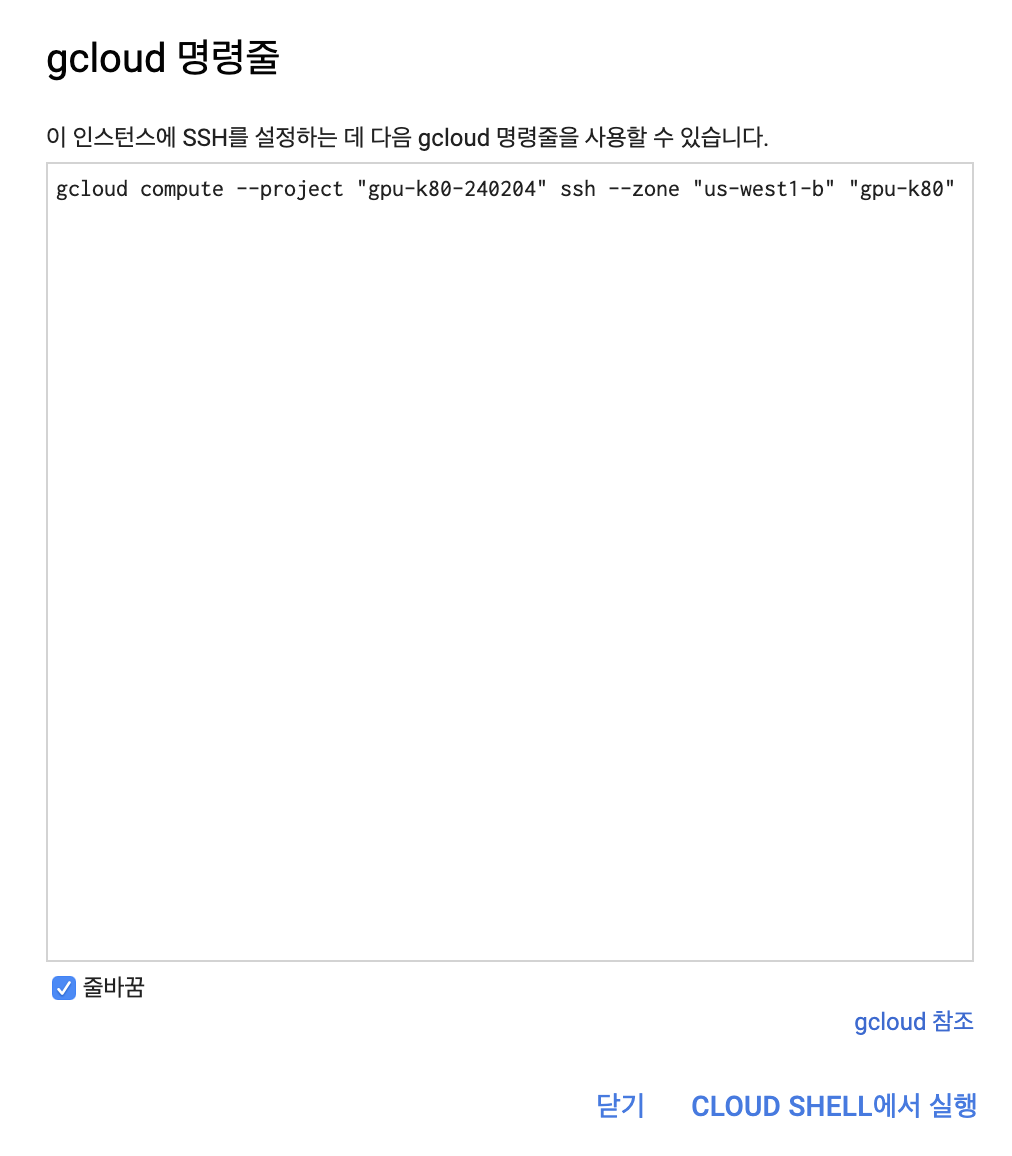 gcloud 명령줄
이 인스턴스에 SSH를 설정하는 데 다음 gcloud 명령줄을 사용할 수 있습니다.
gcloud compute --project "gpu-k80-240204" ssh --zone "us-west1-b" "gpu-k80"
줄바꿈
gcloud 참조
닫기 CLOUD SHELL에서 실행